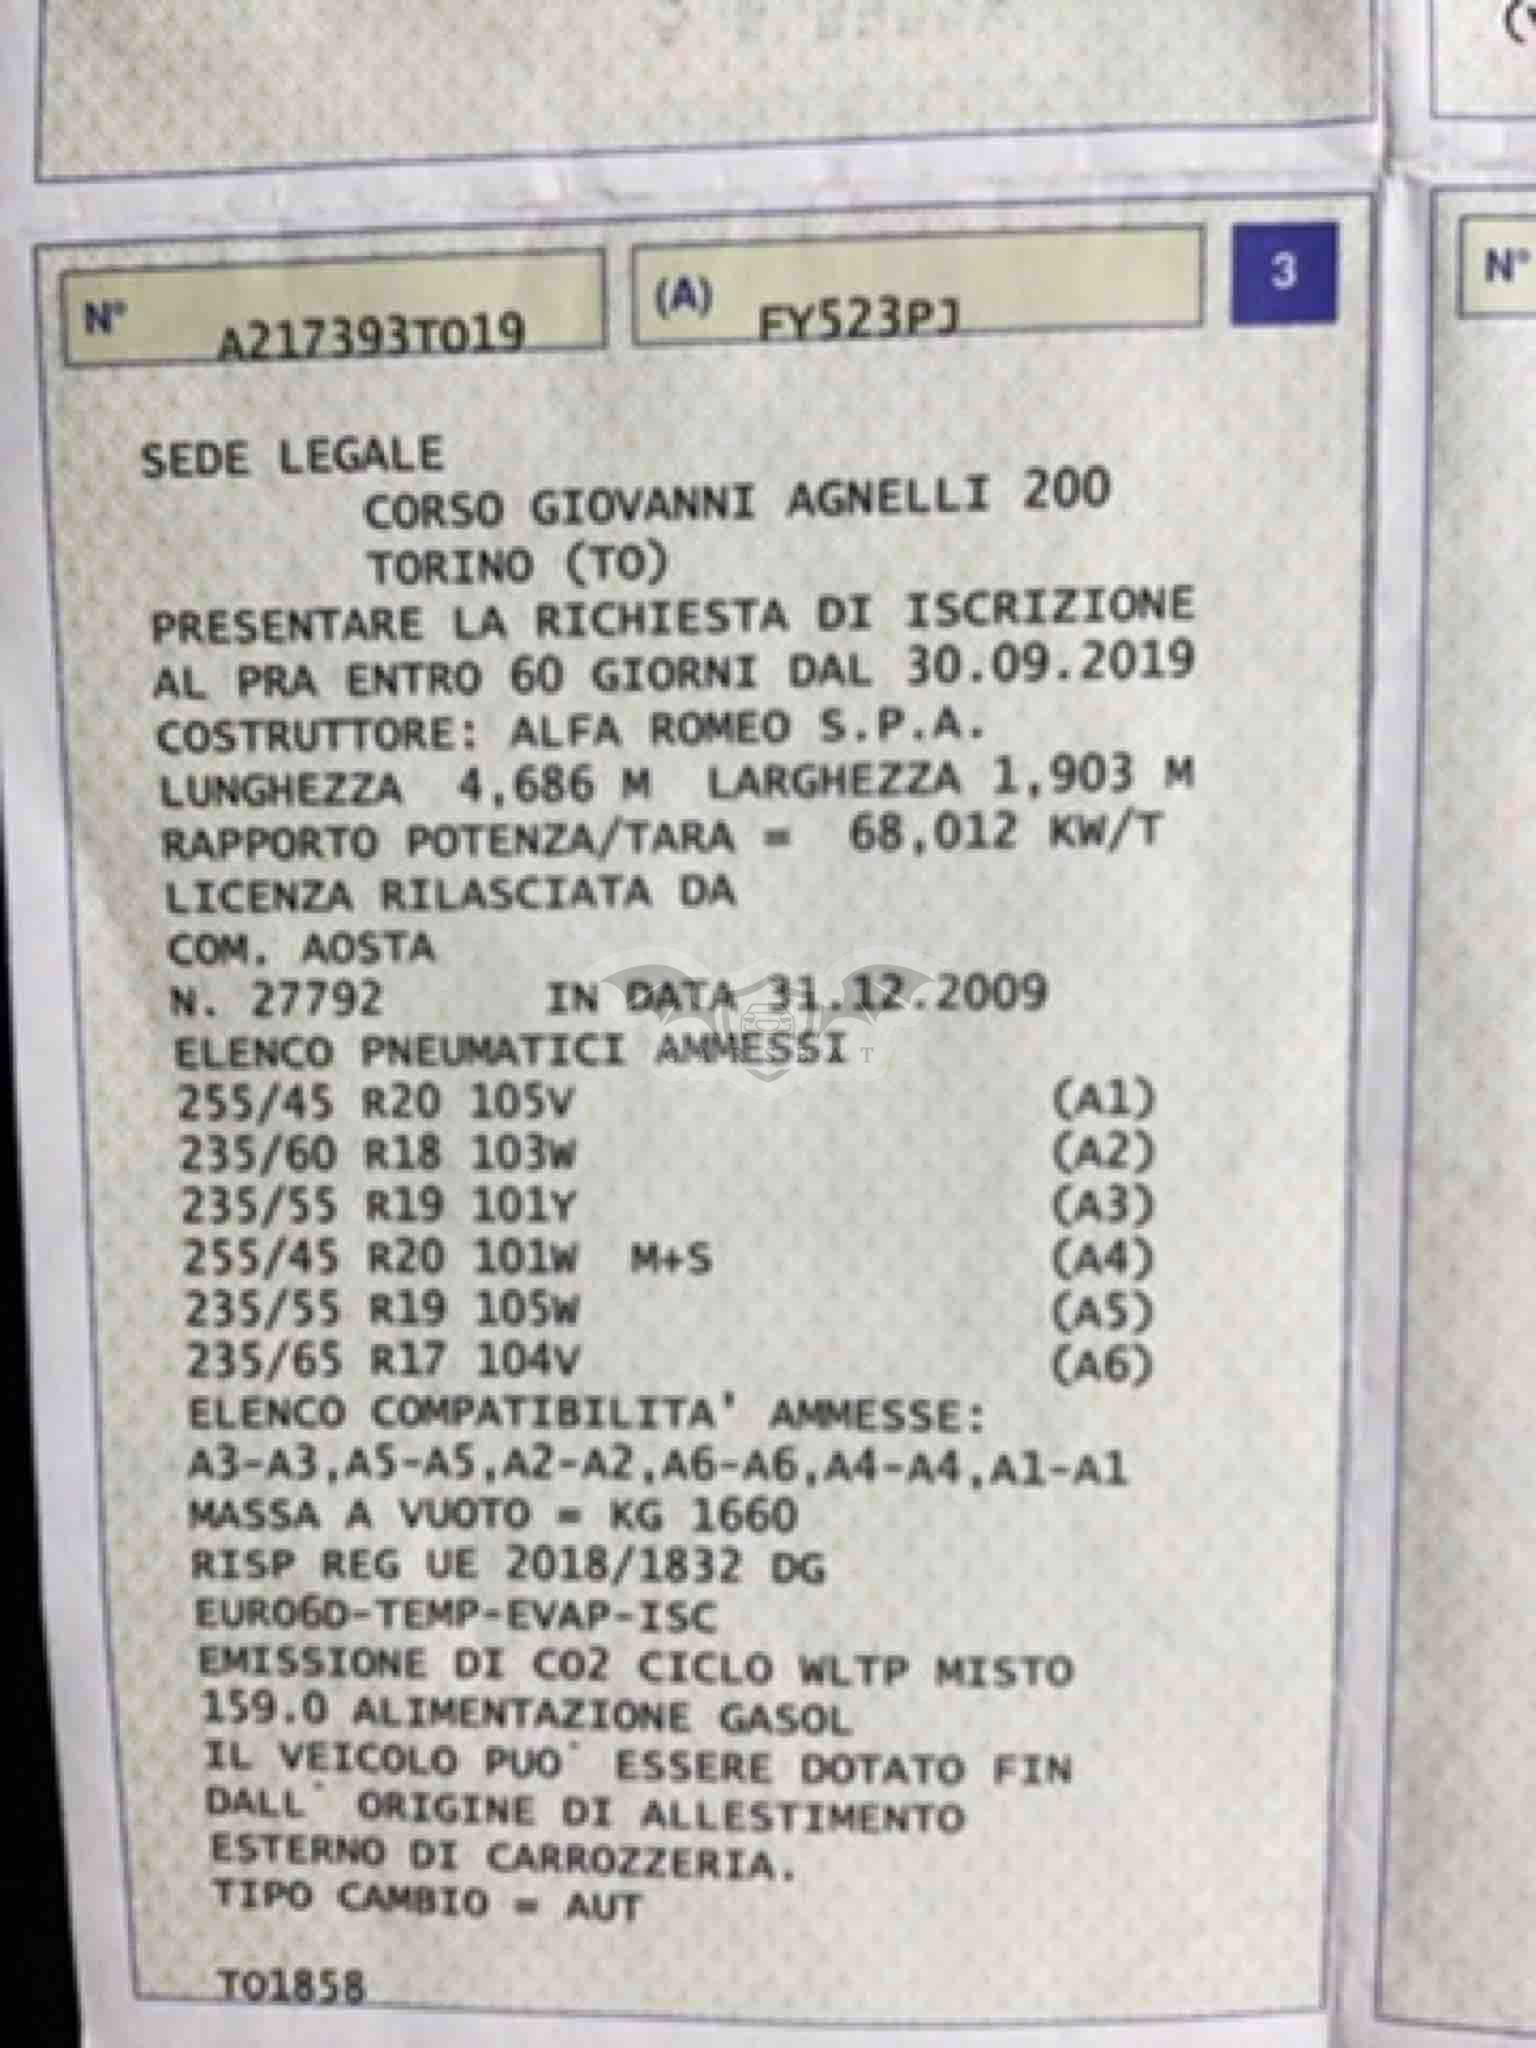 N° A217393TO19 (A) FY523PJ 3
N°
SEDE LEGALE
CORSO GIOVANNI AGNELLI 200
TORINO (TO)
PRESENTARE LA RICHIESTA DI ISCRIZIONE
AL PRA ENTRO 60 GIORNI DAL 30.09.2019
COSTRUTTORE: ALFA ROMEO S.P.A.
LUNGHEZZA 4,686 M LARGHEZZA 1,903 M
RAPPORTO POTENZA/TARA = 68,012 KW/T
LICENZA RILASCIATA DA
COM. AOSTA
N. 27792 IN DATA 31.12.2009
ELENCO PNEUMATICI AMMESSI
255/45 R20 105V (A1)
235/60 R18 103W (A2)
235/55 R19 101Y (A3)
255/45 R20 101W M+S (A4)
235/55 R19 105W (A5)
235/65 R17 104V (A6)
ELENCO COMPATIBILITA' AMMESSE:
A3-A3,A5-A5,A2-A2,A6-A6,A4-A4,A1-A1
MASSA A VUOTO = KG 1660
RISP REG UE 2018/1832 DG
EURO6D-TEMP-EVAP-ISC
EMISSIONE DI CO2 CICLO WLTP MISTO
159.0 ALIMENTAZIONE GASOL
IL VEICOLO PUO` ESSERE DOTATO FIN
DALL` ORIGINE DI ALLESTIMENTO
ESTERNO DI CARROZZERIA.
TIPO CAMBIO = AUT
TO1858